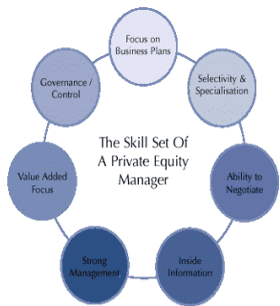 Focus on
Business Plans
Selectivity &
Specialisation
Ability to
Negotiate
Inside
Information
Strong
Management
Value Added
Focus
Governance /
Control
The Skill Set Of
A Private Equity
Manager